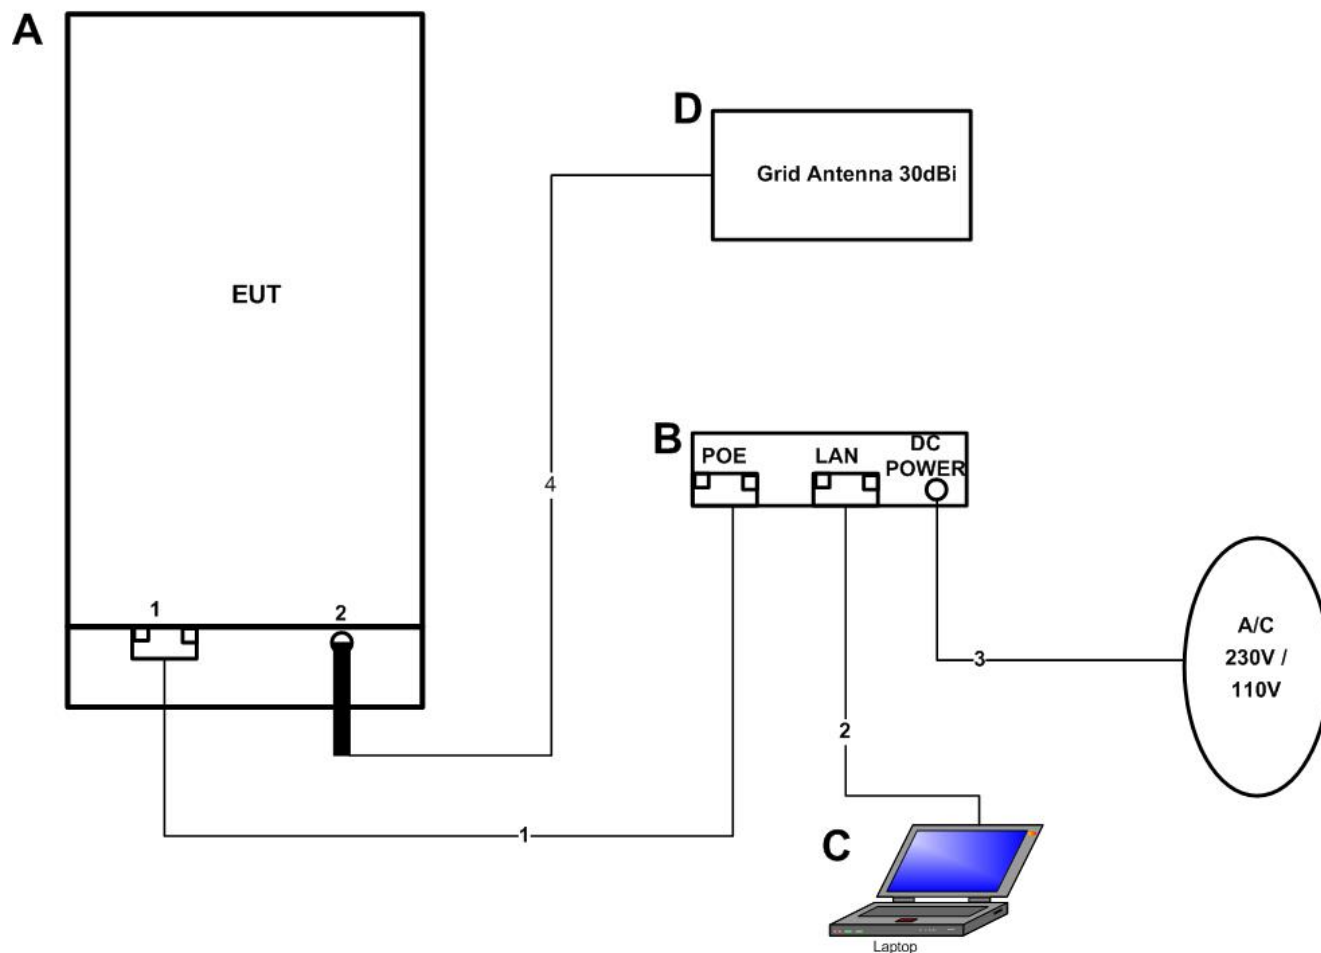 A
D
Grid Antenna 30dBi
EUT
B
POE
LAN
DC
POWER
4
1
2
A/C
230V /
110V
3
2
1
C
Laptop